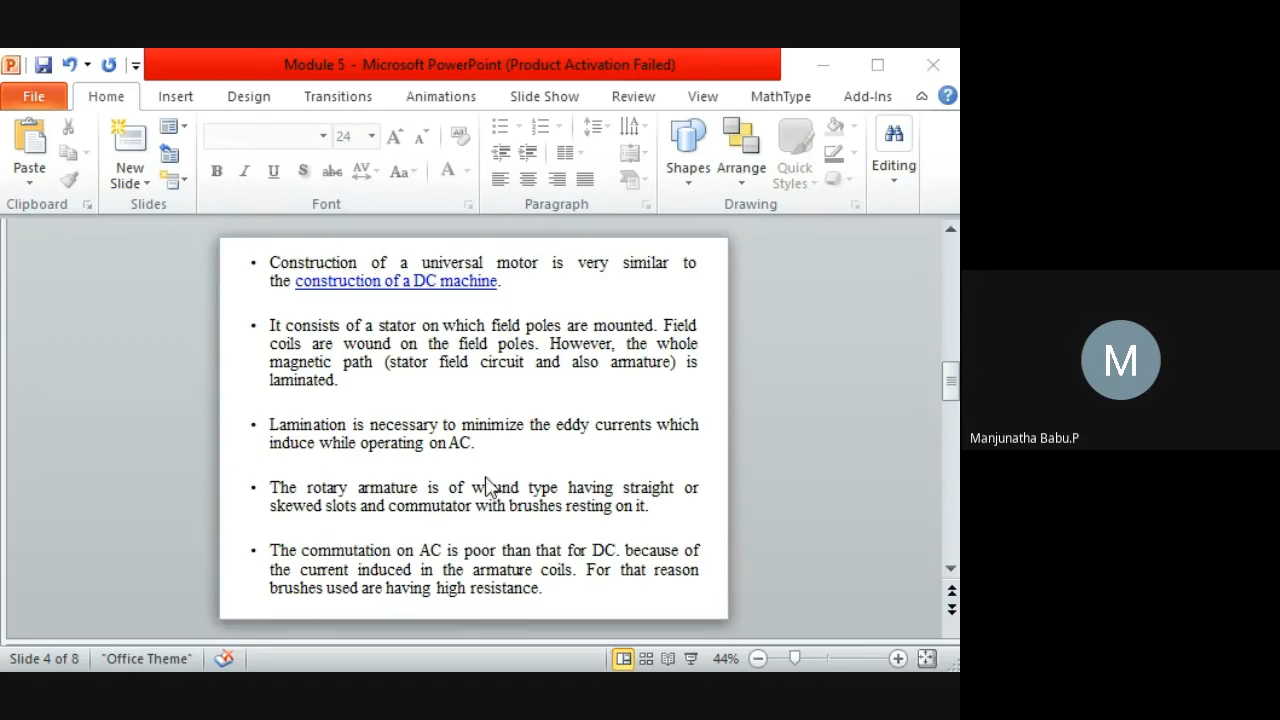 Module 5 - Microsoft PowerPoint (Product Activation Failed)
File Home Insert Design Transitions Animations Slide Show Review View MathType Add-Ins
Paste
New
Slide
24
B I U S abc AV Aa A
Shapes Arrange Quick
Styles
Editing
Clipboard Slides Font Paragraph Drawing
• Construction of a universal motor is very similar to
the construction of a DC machine.
• It consists of a stator on which field poles are mounted. Field
coils are wound on the field poles. However, the whole
magnetic path (stator field circuit and also armature) is
laminated.
• Lamination is necessary to minimize the eddy currents which
induce while operating on AC.
• The rotary armature is of wound type having straight or
skewed slots and commutator with brushes resting on it.
• The commutation on AC is poor than that for DC. because of
the current induced in the armature coils. For that reason
brushes used are having high resistance.
Slide 4 of 8 "Office Theme" 44%
M
Manjunatha Babu.P